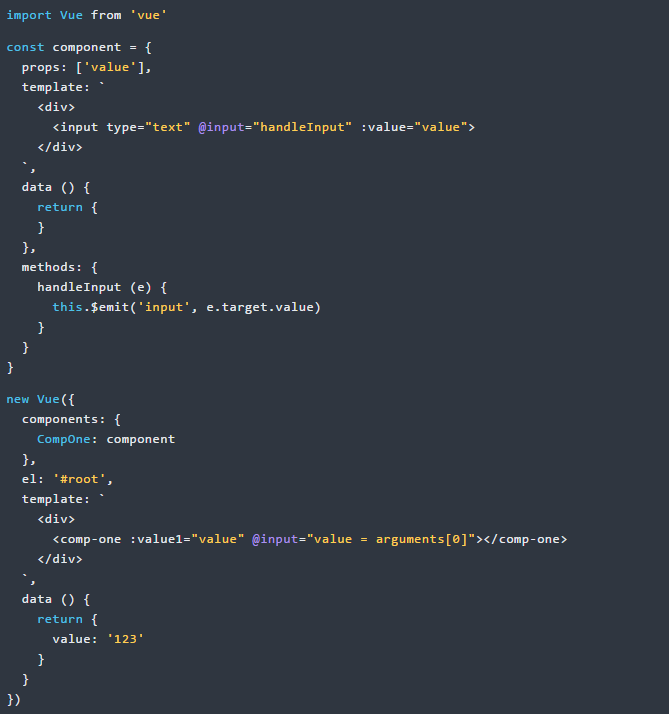 import Vue from 'vue'
const component = {
  props: ['value'],
  template: `
    <div>
      <input type="text" @input="handleInput" :value="value">
    </div>
  `,
  data () {
    return {
    }
  },
  methods: {
    handleInput (e) {
      this.$emit('input', e.target.value)
    }
  }
}
new Vue({
  components: {
    CompOne: component
  },
  el: '#root',
  template: `
    <div>
      <comp-one :value1="value" @input="value = arguments[0]"></comp-one>
    </div>
  `,
  data () {
    return {
      value: '123'
    }
  }
})